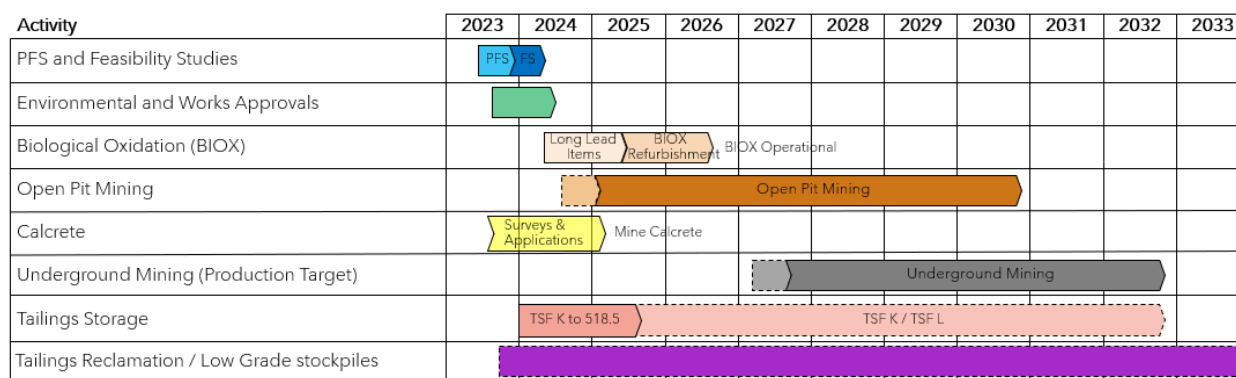 Activity 2023 2024 2025 2026 2027 2028 2029 2030 2031 2032 2033
PFS and Feasibility Studies PFS FS
Environmental and Works Approvals
Biological Oxidation (BIOX) Long Lead Items BIOX Refurbishment BIOX Operational
Open Pit Mining Open Pit Mining
Calcrete Surveys & Applications Mine Calcrete
Underground Mining (Production Target) Underground Mining
Tailings Storage TSF K to 518.5 TSF K / TSF L
Tailings Reclamation / Low Grade stockpiles